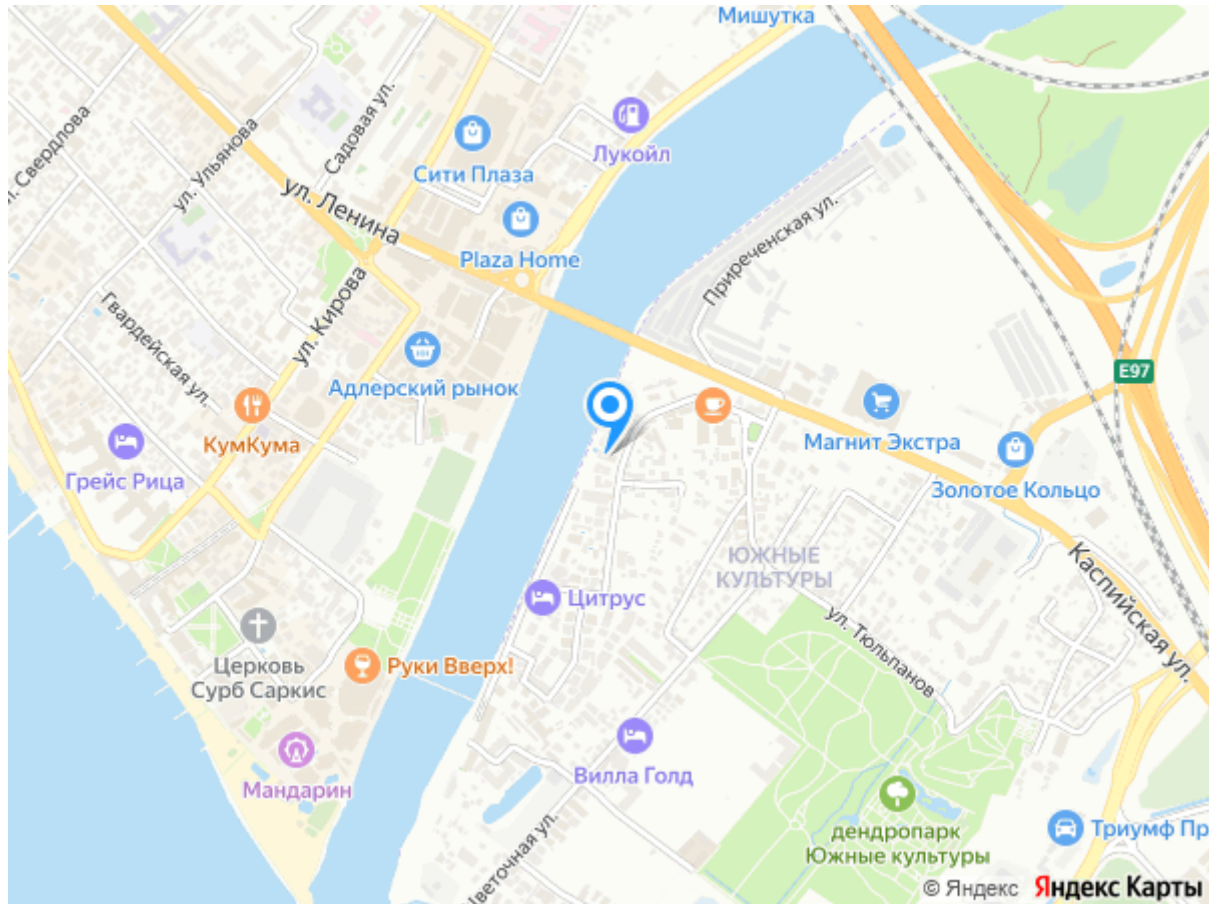 Мишутка
л. Свердлова
ул. Ульянова
Садовая ул.
Лукойл
Сити Плаза
ул. Ленина
Приреченская ул.
Plaza Home
Гвардейская ул.
ул. Кирова
Адлерский рынок
E97
КумКума
Магнит Экстра
Грейс Рица
Золотое Кольцо
ЮЖНЫЕ
КУЛЬТУРЫ
Каспийская ул.
Цитрус
ул. Тюльпанов
Церковь
Сурб Саркис
Руки Вверх!
Мандарин
Вилла Голд
Цветочная ул.
дендропарк
Южные культуры
Триумф Пр
© Яндекс Яндекс Карты